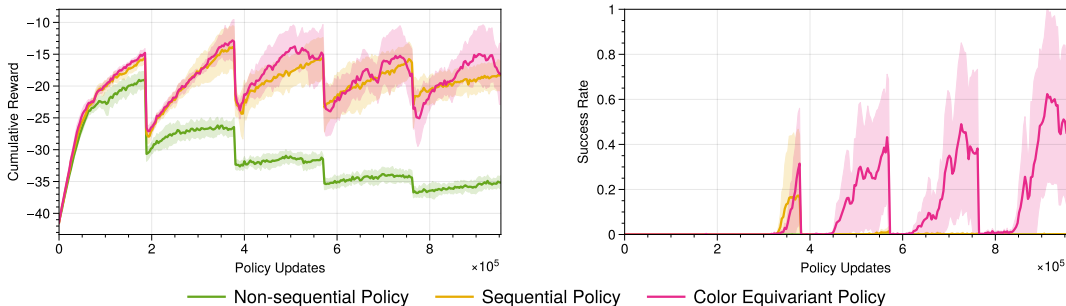 Cumulative Reward
−10
−15
−20
−25
−30
−35
−40
0 2 4 6 8 ×10⁵
Policy Updates
Success Rate
1
0.8
0.6
0.4
0.2
0
0 2 4 6 8 ×10⁵
Policy Updates
Non-sequential Policy Sequential Policy Color Equivariant Policy